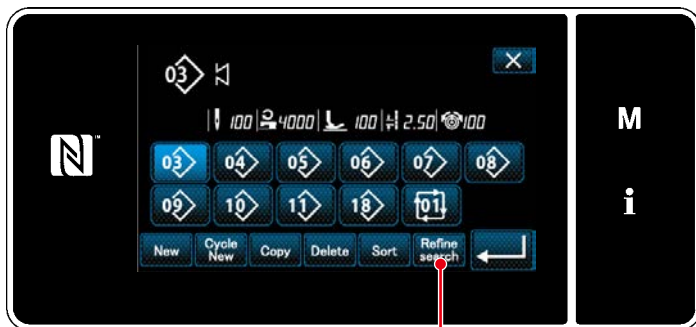 03
100 4000 100 2.50 100
03 04 05 06 07 08
09 10 11 18 01
New Cycle New Copy Delete Sort Refine search
M
i